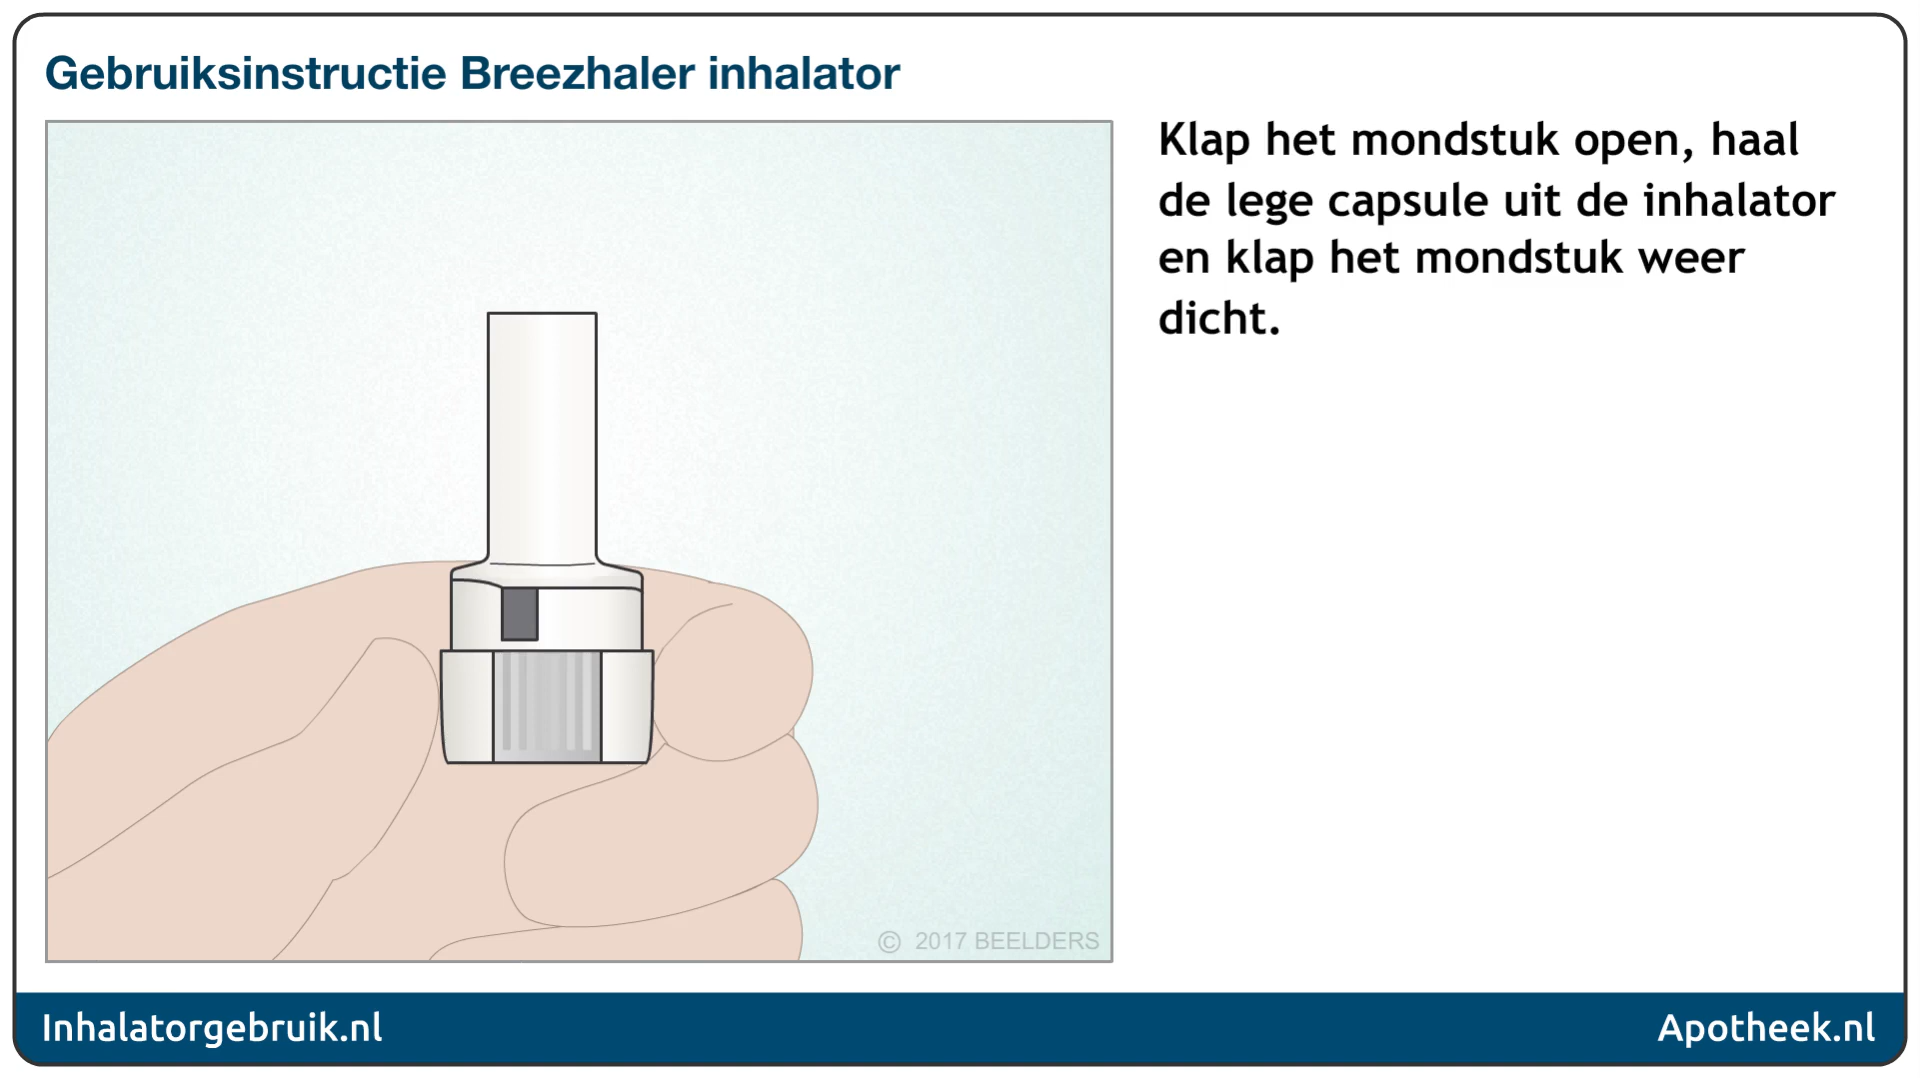 Gebruiksinstructie Breezhaler inhalator
Klap het mondstuk open, haal
de lege capsule uit de inhalator
en klap het mondstuk weer
dicht.
© 2017 BEELDERS
Inhalatorgebruik.nl
Apotheek.nl